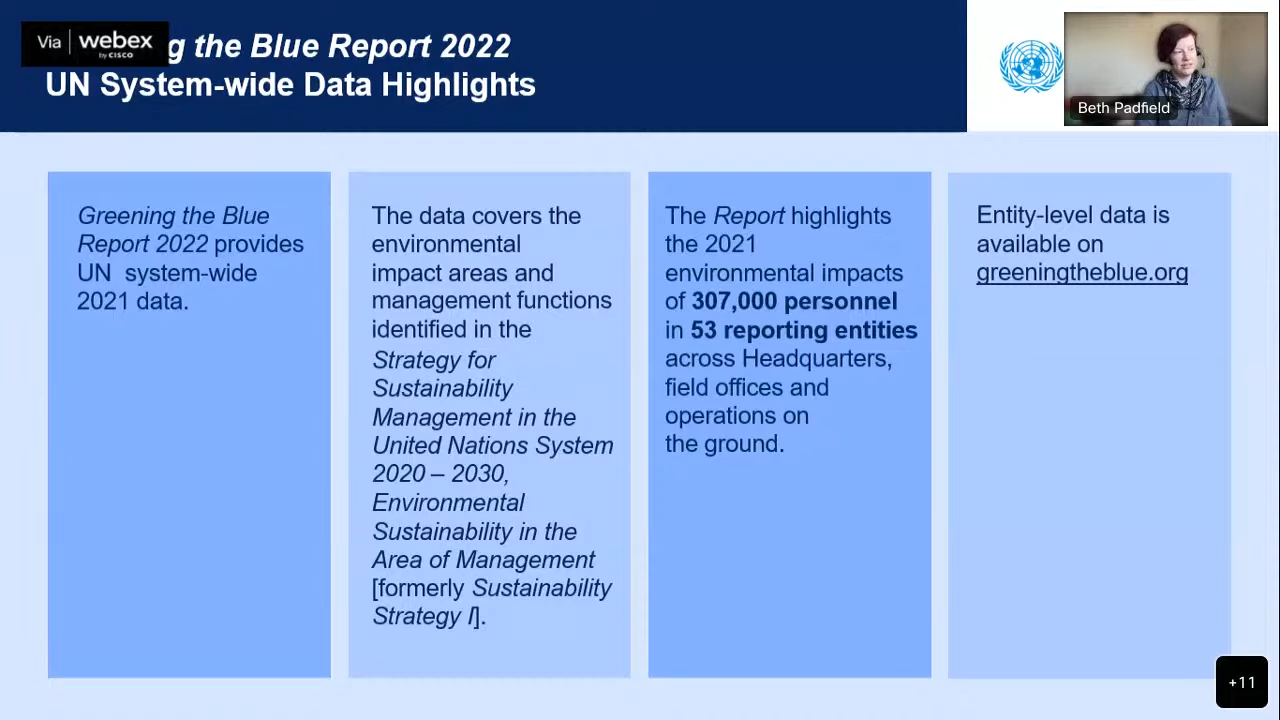 Via webex
by CISCO
g the Blue Report 2022
UN System-wide Data Highlights
Beth Padfield
Greening the Blue
Report 2022 provides
UN system-wide
2021 data.
The data covers the
environmental
impact areas and
management functions
identified in the
Strategy for
Sustainability
Management in the
United Nations System
2020 – 2030,
Environmental
Sustainability in the
Area of Management
[formerly Sustainability
Strategy I].
The Report highlights
the 2021
environmental impacts
of 307,000 personnel
in 53 reporting entities
across Headquarters,
field offices and
operations on
the ground.
Entity-level data is
available on
greeningtheblue.org
+11